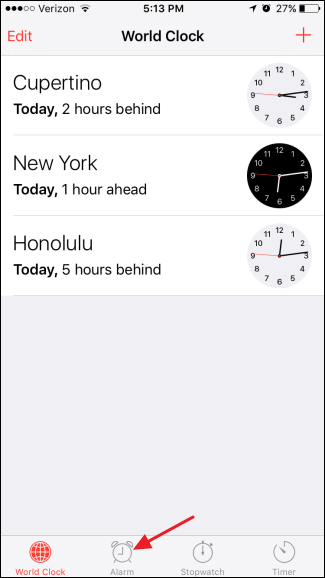 Verizon 5:13 PM 27%
Edit World Clock +
Cupertino
Today, 2 hours behind
12 1 2 3 4 5 6 7 8 9 10 11
New York
Today, 1 hour ahead
12 1 2 3 4 5 6 7 8 9 10 11
Honolulu
Today, 5 hours behind
12 1 2 3 4 5 6 7 8 9 10 11
World Clock Alarm Stopwatch Timer